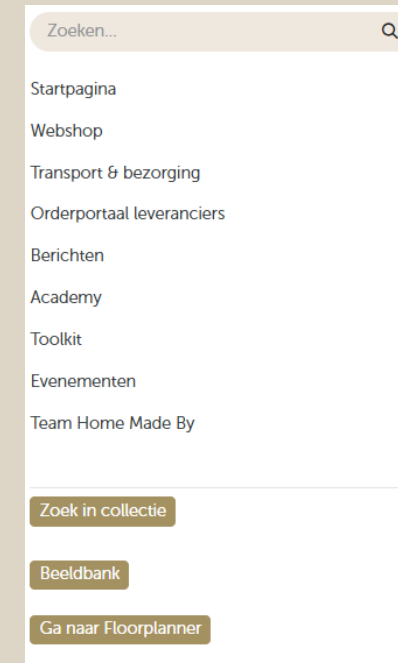 Zoeken...
Startpagina
Webshop
Transport & bezorging
Orderportaal leveranciers
Berichten
Academy
Toolkit
Evenementen
Team Home Made By
Zoek in collectie
Beeldbank
Ga naar Floorplanner